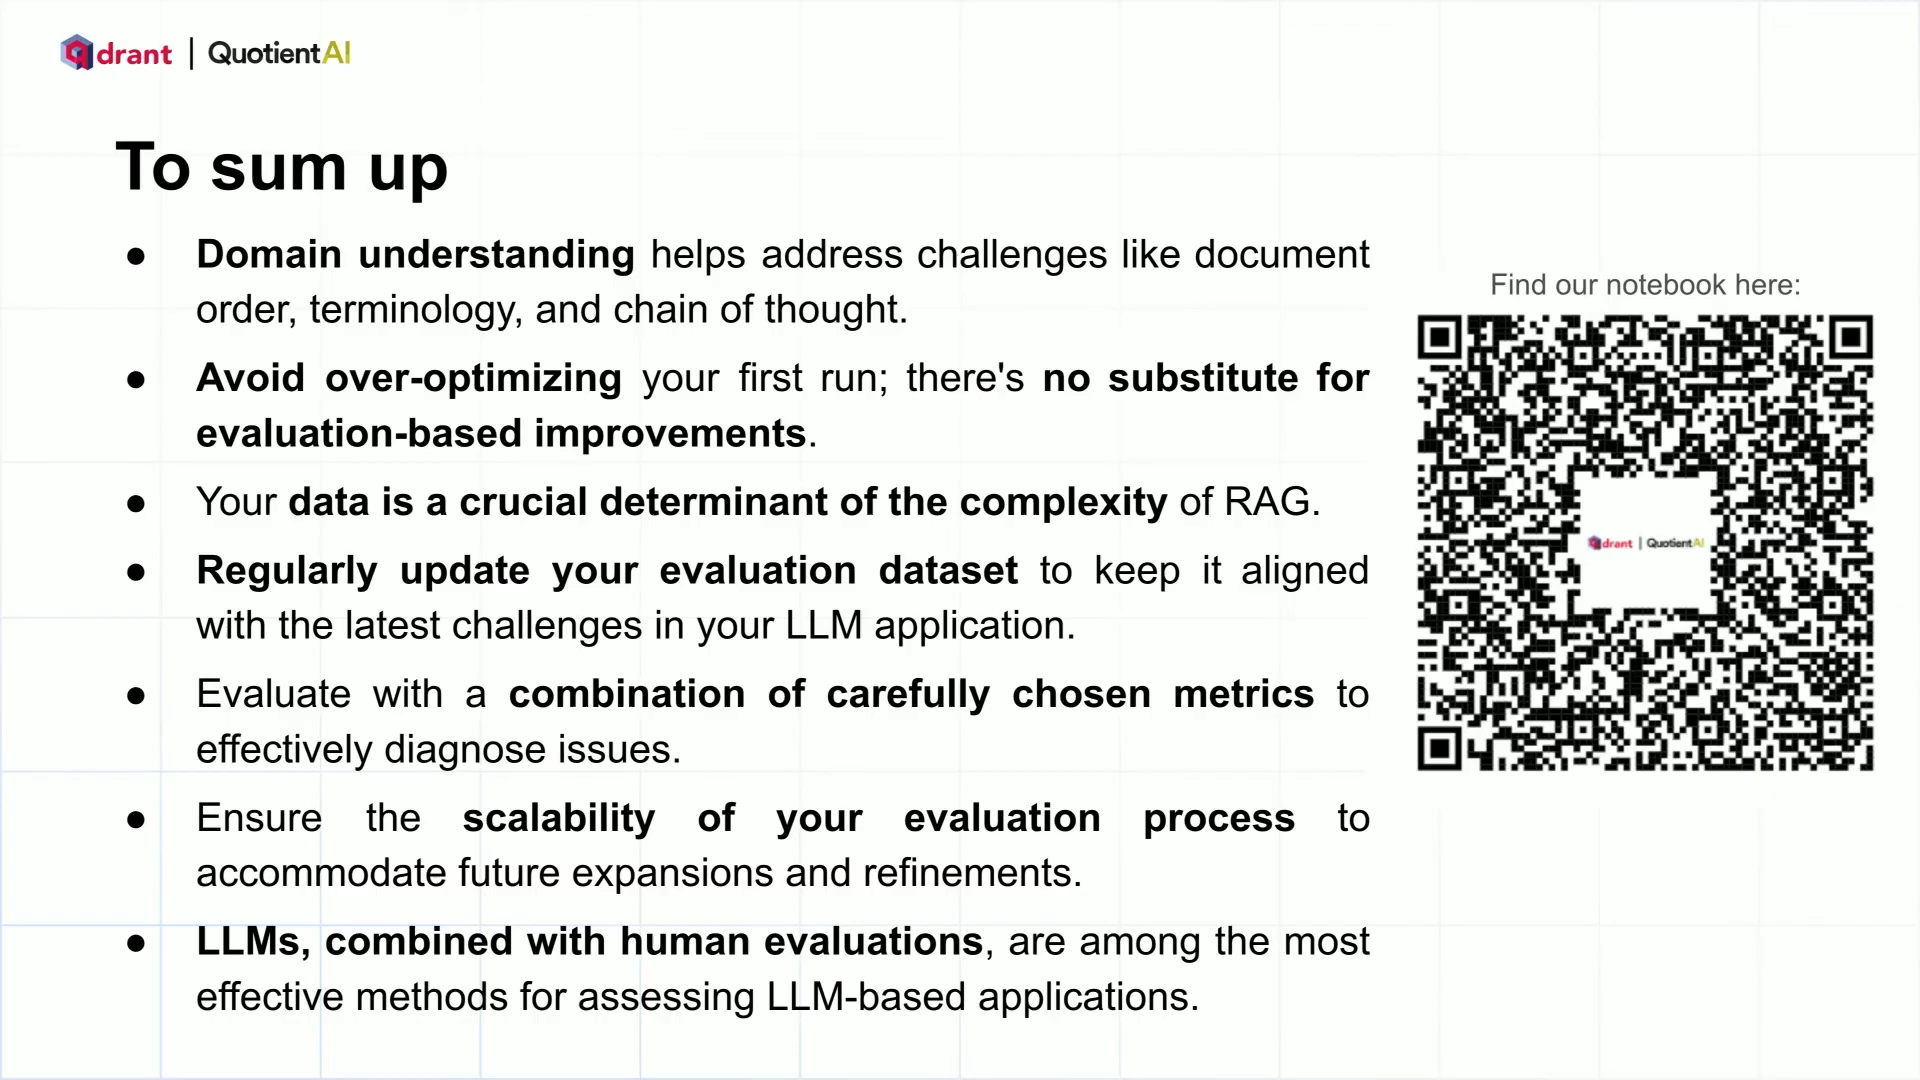 qdrant | QuotientAI
To sum up
● Domain understanding helps address challenges like document
order, terminology, and chain of thought.
● Avoid over-optimizing your first run; there's no substitute for
evaluation-based improvements.
● Your data is a crucial determinant of the complexity of RAG.
● Regularly update your evaluation dataset to keep it aligned
with the latest challenges in your LLM application.
● Evaluate with a combination of carefully chosen metrics to
effectively diagnose issues.
● Ensure the scalability of your evaluation process to
accommodate future expansions and refinements.
● LLMs, combined with human evaluations, are among the most
effective methods for assessing LLM-based applications.
Find our notebook here:
qdrant | QuotientAI